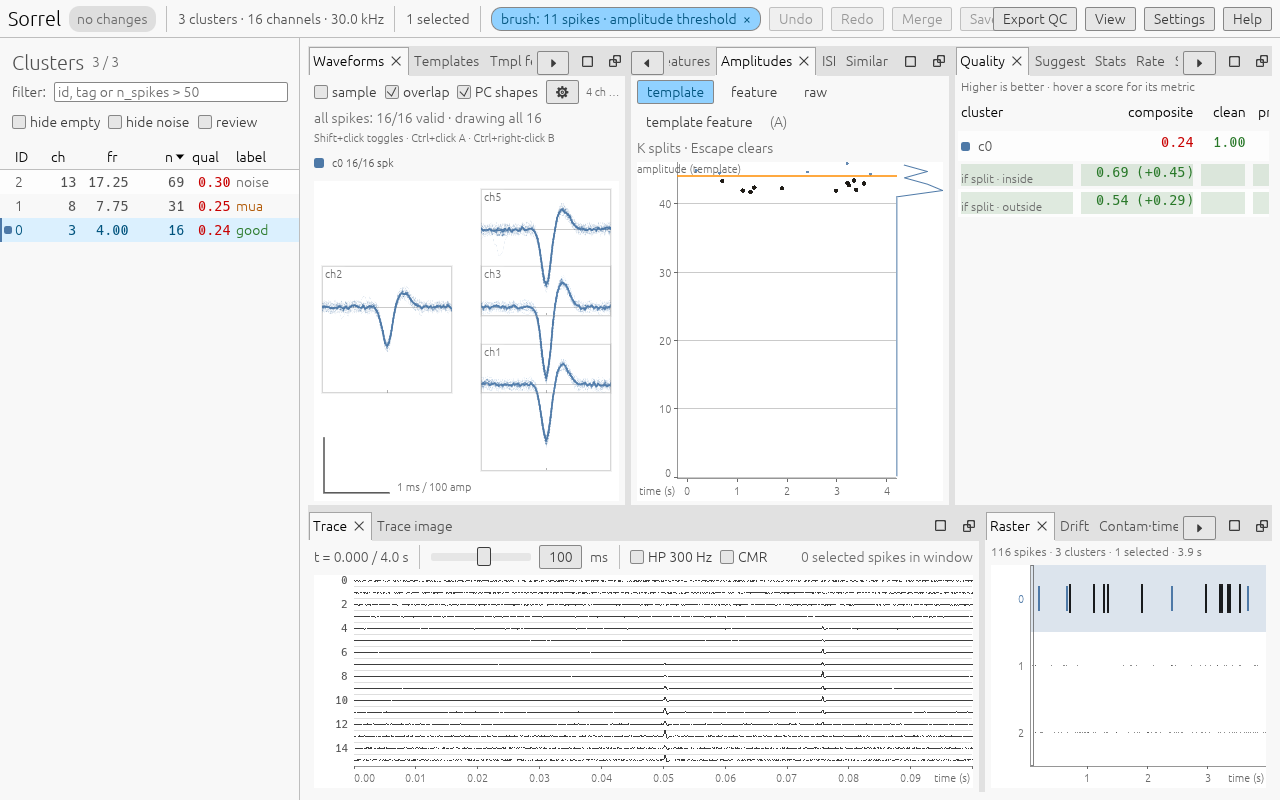 Sorrel no changes 3 clusters · 16 channels · 30.0 kHz 1 selected brush: 11 spikes · amplitude threshold × Undo Redo Merge Sav Export QC View Settings Help
Clusters 3 / 3
filter: id, tag or n_spikes > 50
hide empty hide noise review
ID ch fr n qual label
2 13 17.25 69 0.30 noise
1 8 7.75 31 0.25 mua
0 3 4.00 16 0.24 good
Waveforms Templates Tmpl f
sample overlap PC shapes 4 ch ...
all spikes: 16/16 valid · drawing all 16
Shift+click toggles · Ctrl+click A · Ctrl+right-click B
c0 16/16 spk
ch5
ch2
ch3
ch1
1 ms / 100 amp
eatures Amplitudes ISI Similar
template feature raw
template feature (A)
K splits · Escape clears
amplitude (template)
40
30
20
10
0
time (s) 0 1 2 3 4
Quality Suggest Stats Rate S
Higher is better · hover a score for its metric
cluster composite clean pr
c0 0.24 1.00
if split · inside 0.69 (+0.45)
if split · outside 0.54 (+0.29)
Trace Trace image
t = 0.000 / 4.0 s 100 ms HP 300 Hz CMR 0 selected spikes in window
0
2
4
6
8
10
12
14
0.00 0.01 0.02 0.03 0.04 0.05 0.06 0.07 0.08 0.09 time (s)
Raster Drift Contam·time
116 spikes · 3 clusters · 1 selected · 3.9 s
0
1
2
1 2 3 time (s)